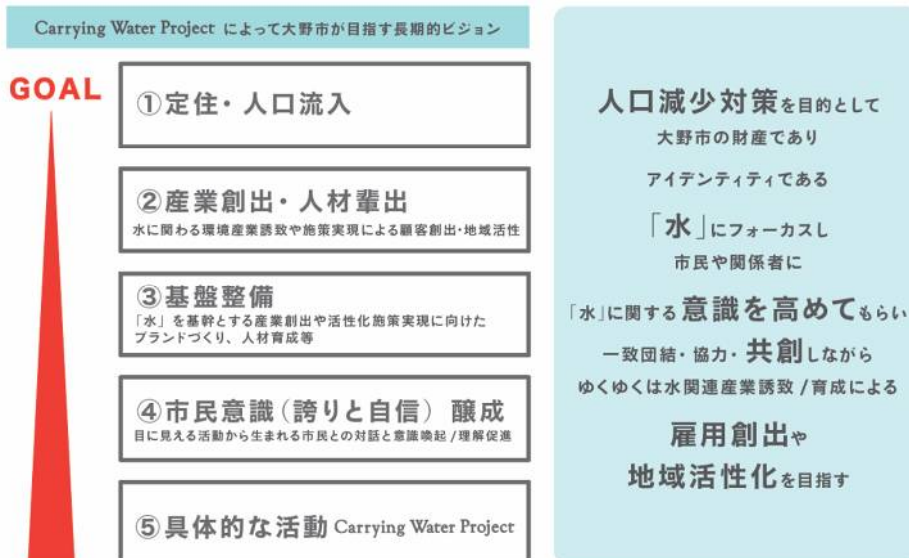 Carrying Water Project によって大野市が目指す長期的ビジョン
GOAL
①定住・人口流入
②産業創出・人材輩出
水に関わる環境産業誘致や施策実現による顧客創出・地域活性
③基盤整備
「水」を基幹とする産業創出や活性化施策実現に向けた
ブランドづくり、人材育成等
④市民意識(誇りと自信)醸成
目に見える活動から生まれる市民との対話と意識喚起/理解促進
⑤具体的な活動 Carrying Water Project
人口減少対策を目的として
大野市の財産であり
アイデンティティである
「水」にフォーカスし
市民や関係者に
「水」に関する意識を高めてもらい
一致団結・協力・共創しながら
ゆくゆくは水関連産業誘致/育成による
雇用創出や
地域活性化を目指す